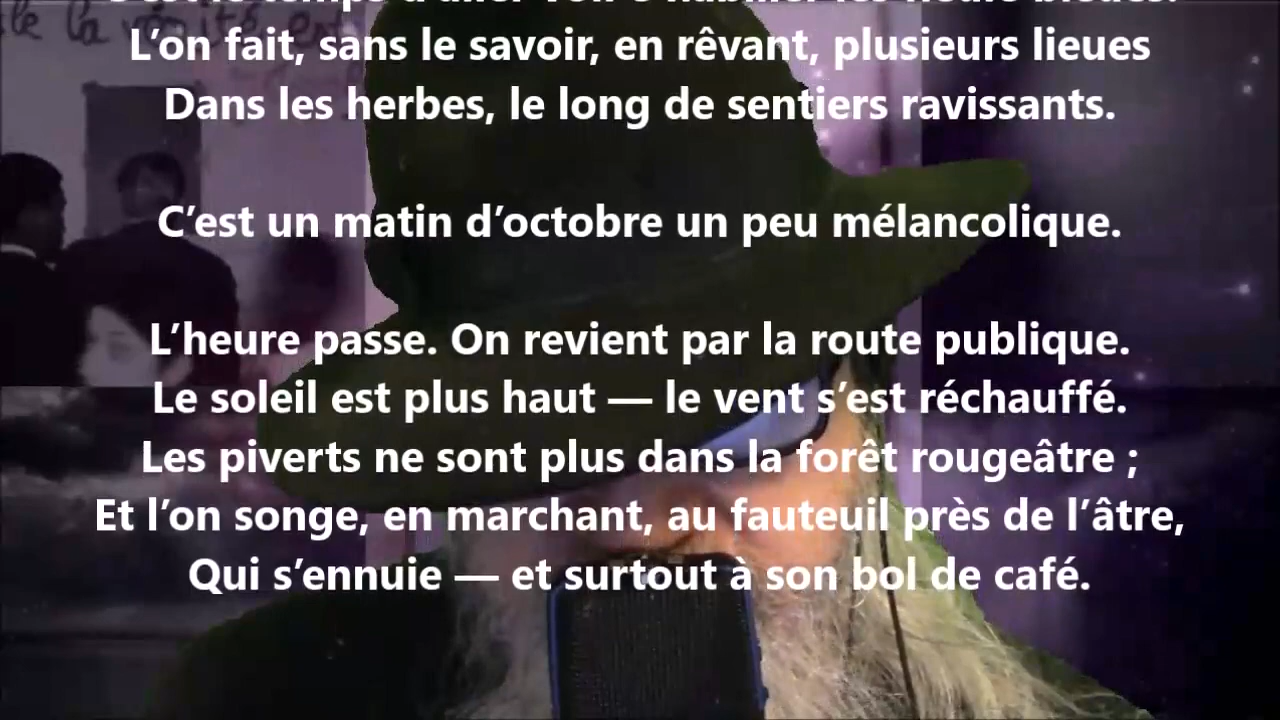 la vérité
L'on fait, sans le savoir, en rêvant, plusieurs lieues
Dans les herbes, le long de sentiers ravissants.
C'est un matin d'octobre un peu mélancolique.
L'heure passe. On revient par la route publique.
Le soleil est plus haut — le vent s'est réchauffé.
Les piverts ne sont plus dans la forêt rougeâtre ;
Et l'on songe, en marchant, au fauteuil près de l'âtre,
Qui s'ennuie — et surtout à son bol de café.